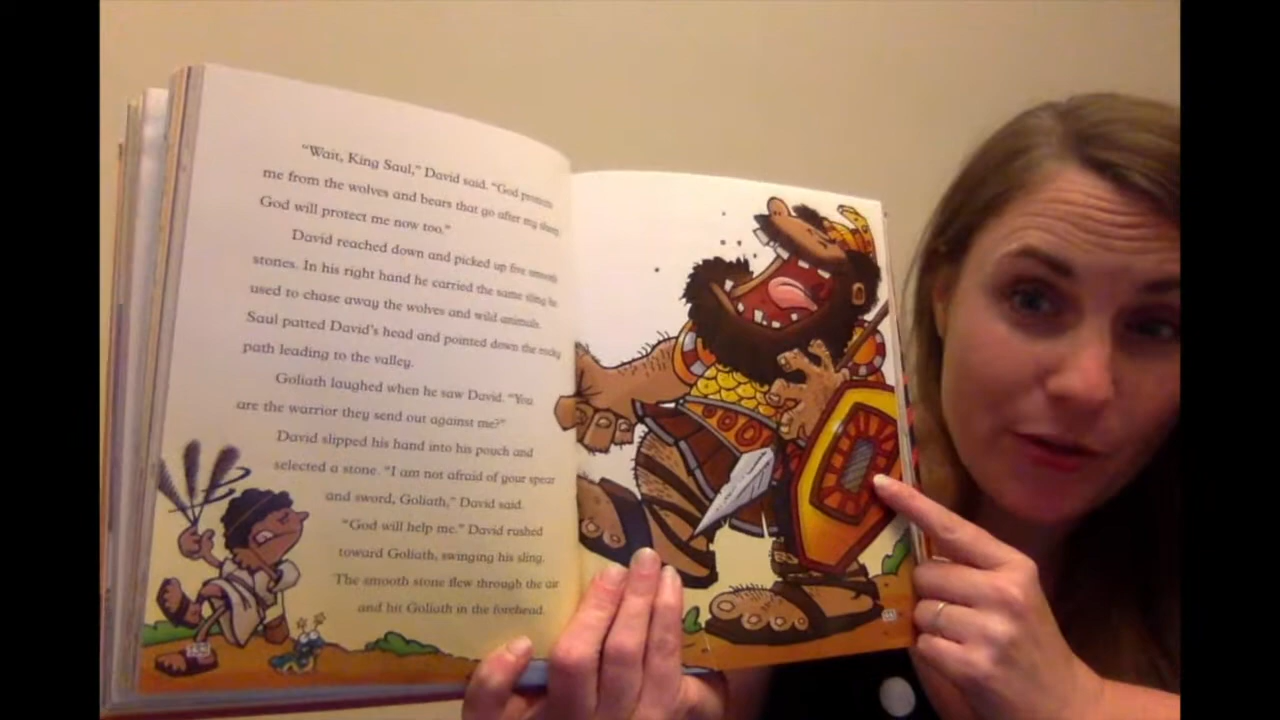 "Wait, King Saul," David said. "God protects
me from the wolves and bears that go after my sheep.
God will protect me now too."
David reached down and picked up five smooth
stones. In his right hand he carried the same sling he
used to chase away the wolves and wild animals.
Saul patted David's head and pointed down the rocky
path leading to the valley.
Goliath laughed when he saw David. "You
are the warrior they send out against me?"
David slipped his hand into his pouch and
selected a stone. "I am not afraid of your spear
and sword, Goliath," David said.
"God will help me." David rushed
toward Goliath, swinging his sling.
The smooth stone flew through the air
and hit Goliath in the forehead.